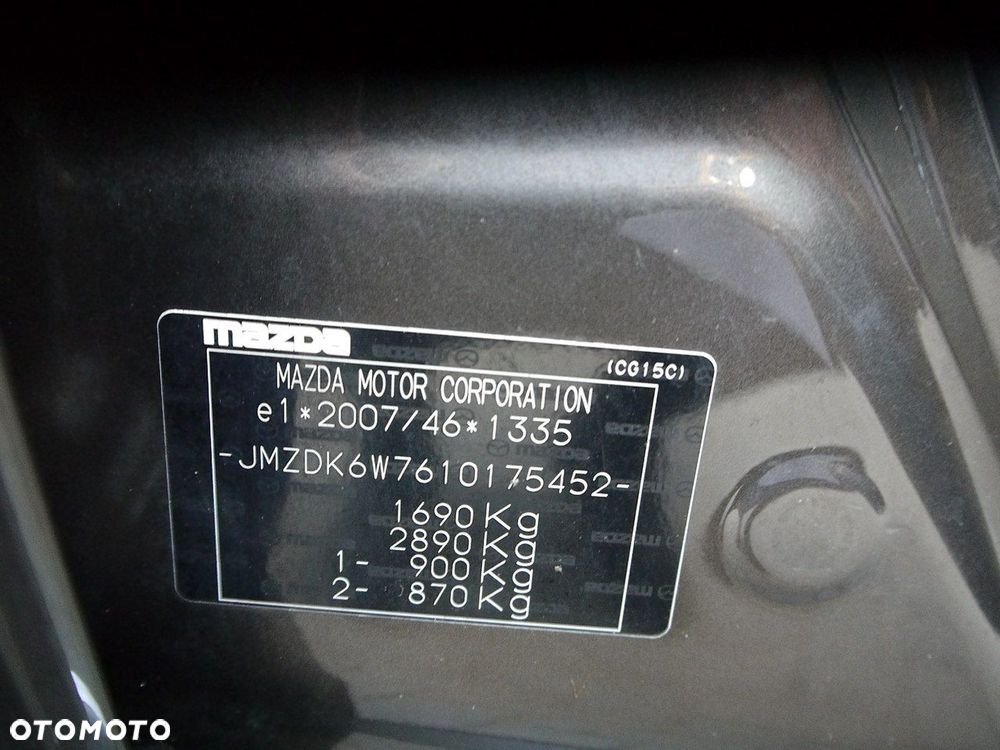 mazda
(CG15C)
MAZDA MOTOR CORPORATION
e1*2007/46*1335
-JMZDK6W7610175452-
1690 Kg
2890 Kg
1- 900 Kg
2- 870 Kg
OTOMOTO